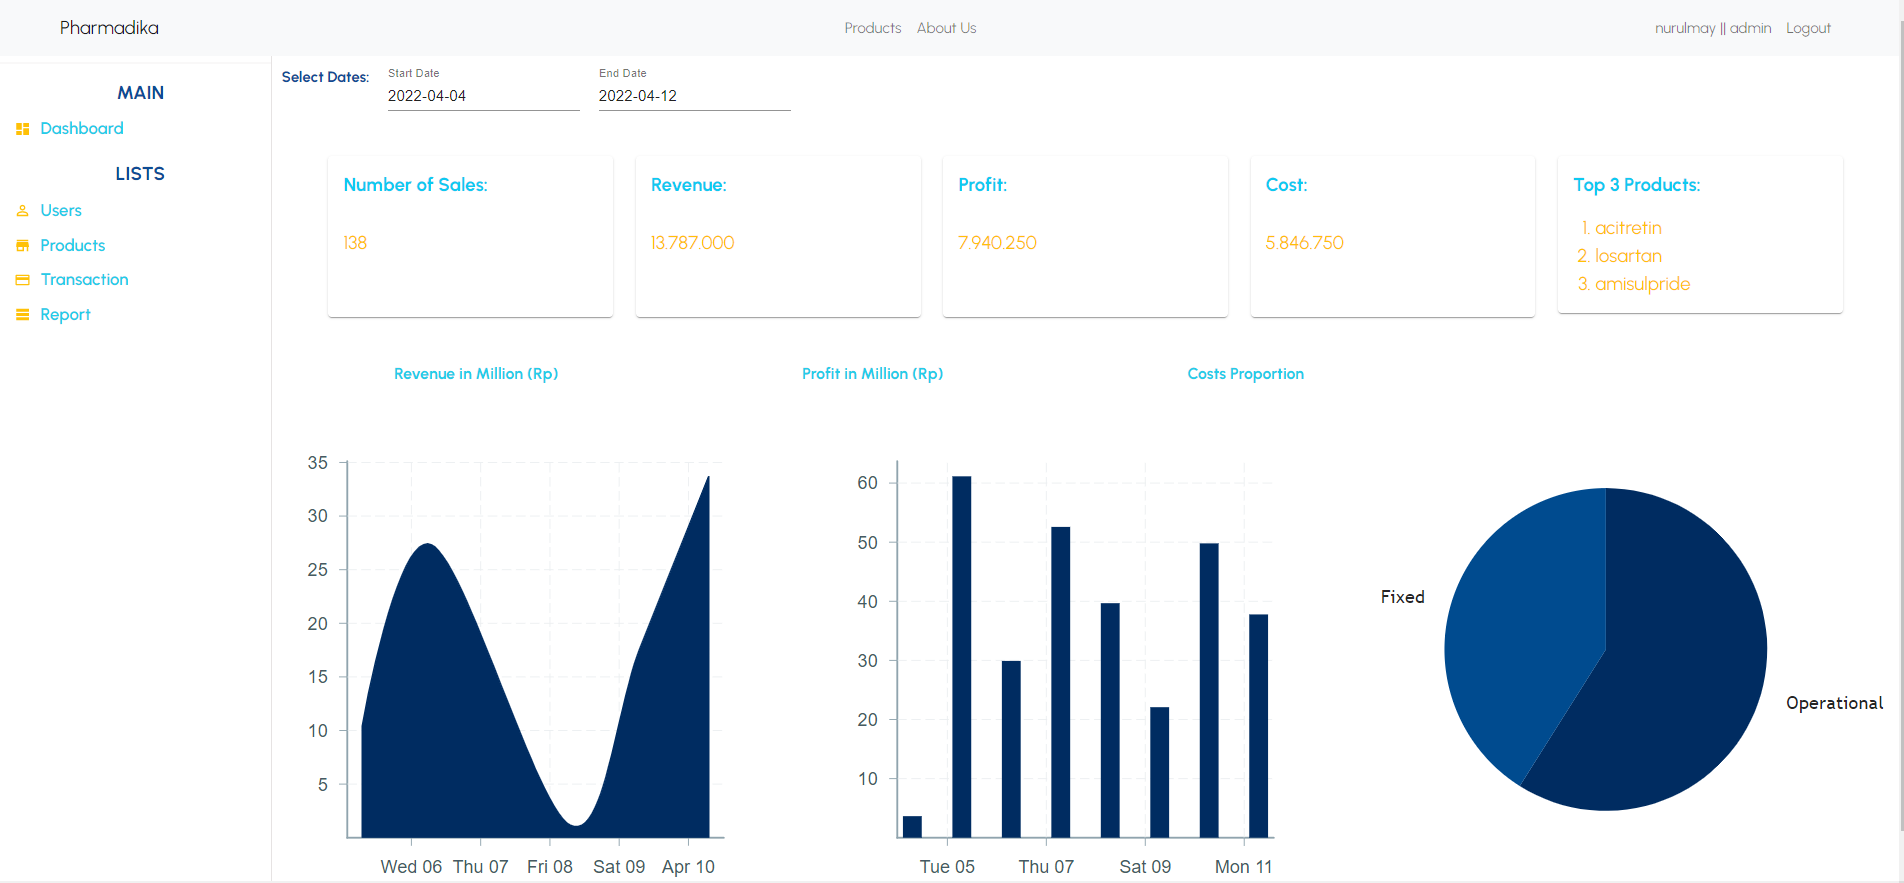 Pharmadika
Products About Us
nurulmay || admin Logout
MAIN
Dashboard
LISTS
Users
Products
Transaction
Report
Select Dates:
Start Date
2022-04-04
End Date
2022-04-12
Number of Sales:
138
Revenue:
13.787.000
Profit:
7.940.250
Cost:
5.846.750
Top 3 Products:
1. acitretin
2. losartan
3. amisulpride
Revenue in Million (Rp)
35
30
25
20
15
10
5
Wed 06 Thu 07 Fri 08 Sat 09 Apr 10
Profit in Million (Rp)
60
50
40
30
20
10
Tue 05 Thu 07 Sat 09 Mon 11
Costs Proportion
Fixed
Operational